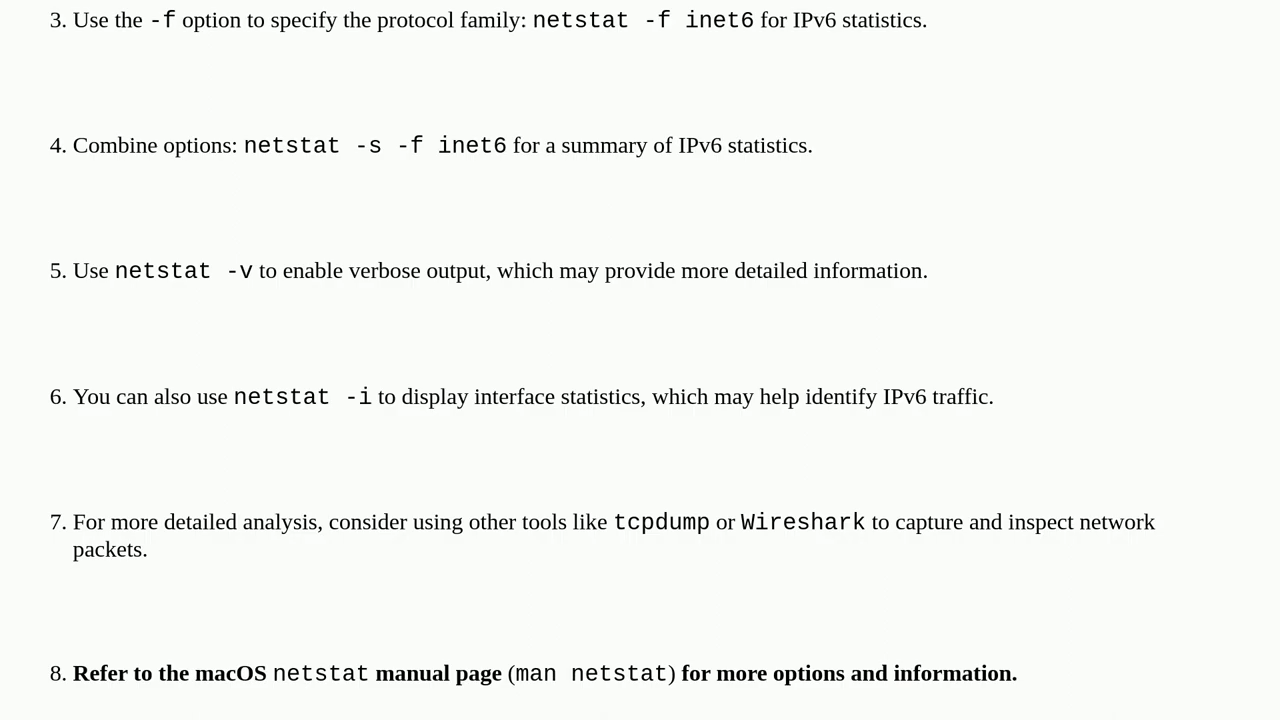 3. Use the -f option to specify the protocol family: netstat -f inet6 for IPv6 statistics.
4. Combine options: netstat -s -f inet6 for a summary of IPv6 statistics.
5. Use netstat -v to enable verbose output, which may provide more detailed information.
6. You can also use netstat -i to display interface statistics, which may help identify IPv6 traffic.
7. For more detailed analysis, consider using other tools like tcpdump or Wireshark to capture and inspect network
packets.
8. Refer to the macOS netstat manual page (man netstat) for more options and information.